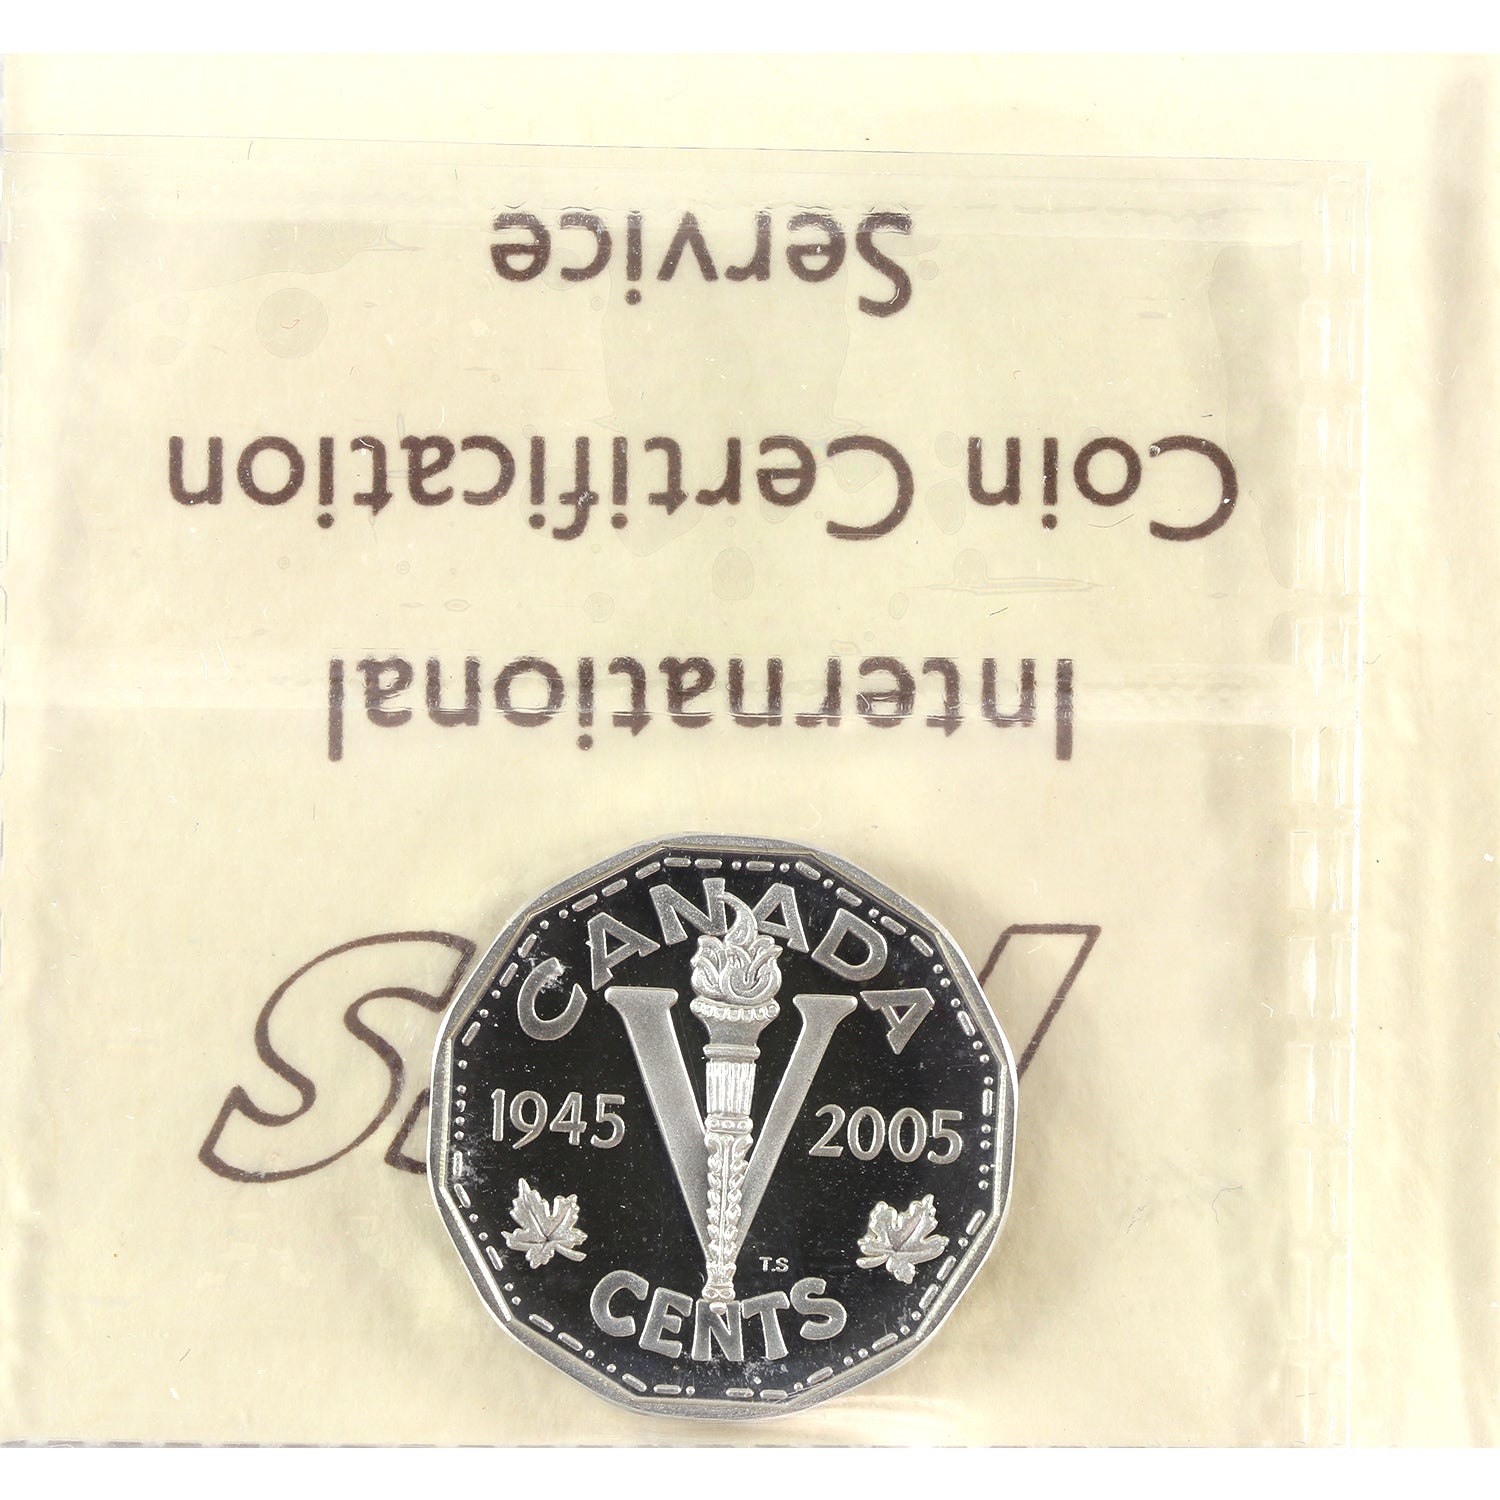 International
Coin Certification
Service
CANADA
V
1945 2005
T.S
CENTS